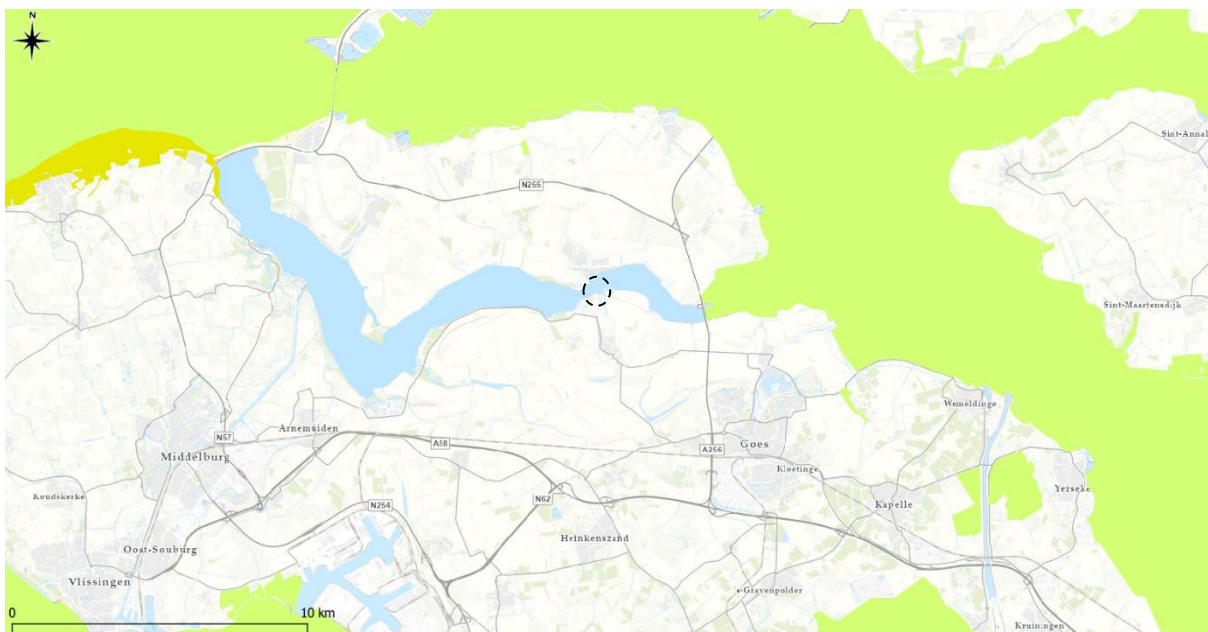 N
Sint-Annal
N255
Sint-Maartensdijk
Wemeldinge
Arnemuiden
N57
A58
Goes
Middelburg
A256
Kloetinge
Koudekerke
N254
N62
Kapelle
Yerseke
Heinkenszand
Oost-Souburg
Vlissingen
's-Gravenpolder
0
10 km
Kruiningen